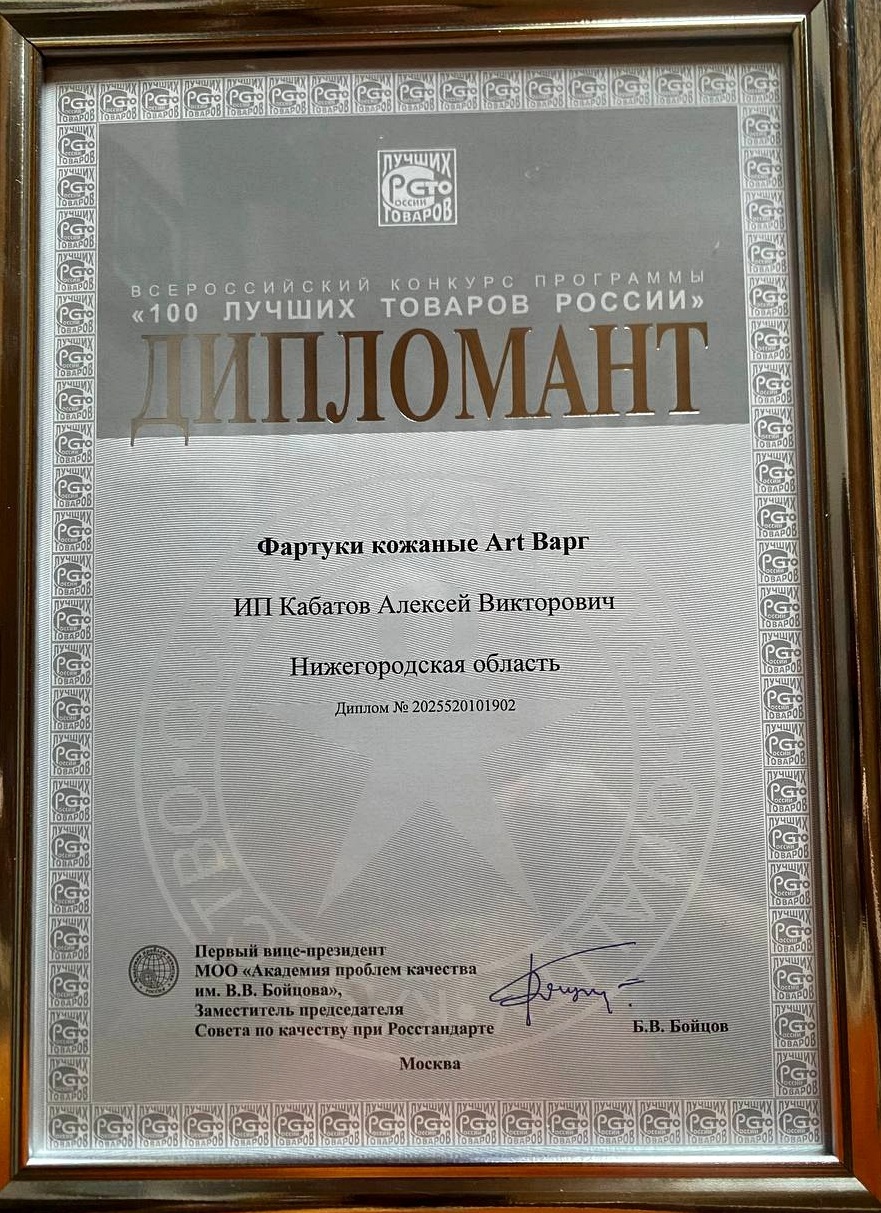 ЛУЧШИХ
РСТО
ОССИИ
ТОВАРОВ
ВСЕРОССИЙСКИЙ КОНКУРС ПРОГРАММЫ
«100 ЛУЧШИХ ТОВАРОВ РОССИИ»
ДИПЛОМАНТ
Фартуки кожаные Art Варг
ИП Кабатов Алексей Викторович
Нижегородская область
Диплом № 2025520101902
Первый вице-президент
МОО «Академия проблем качества
им. В.В. Бойцова»,
Заместитель председателя
Совета по качеству при Росстандарте
Б.В. Бойцов
Москва